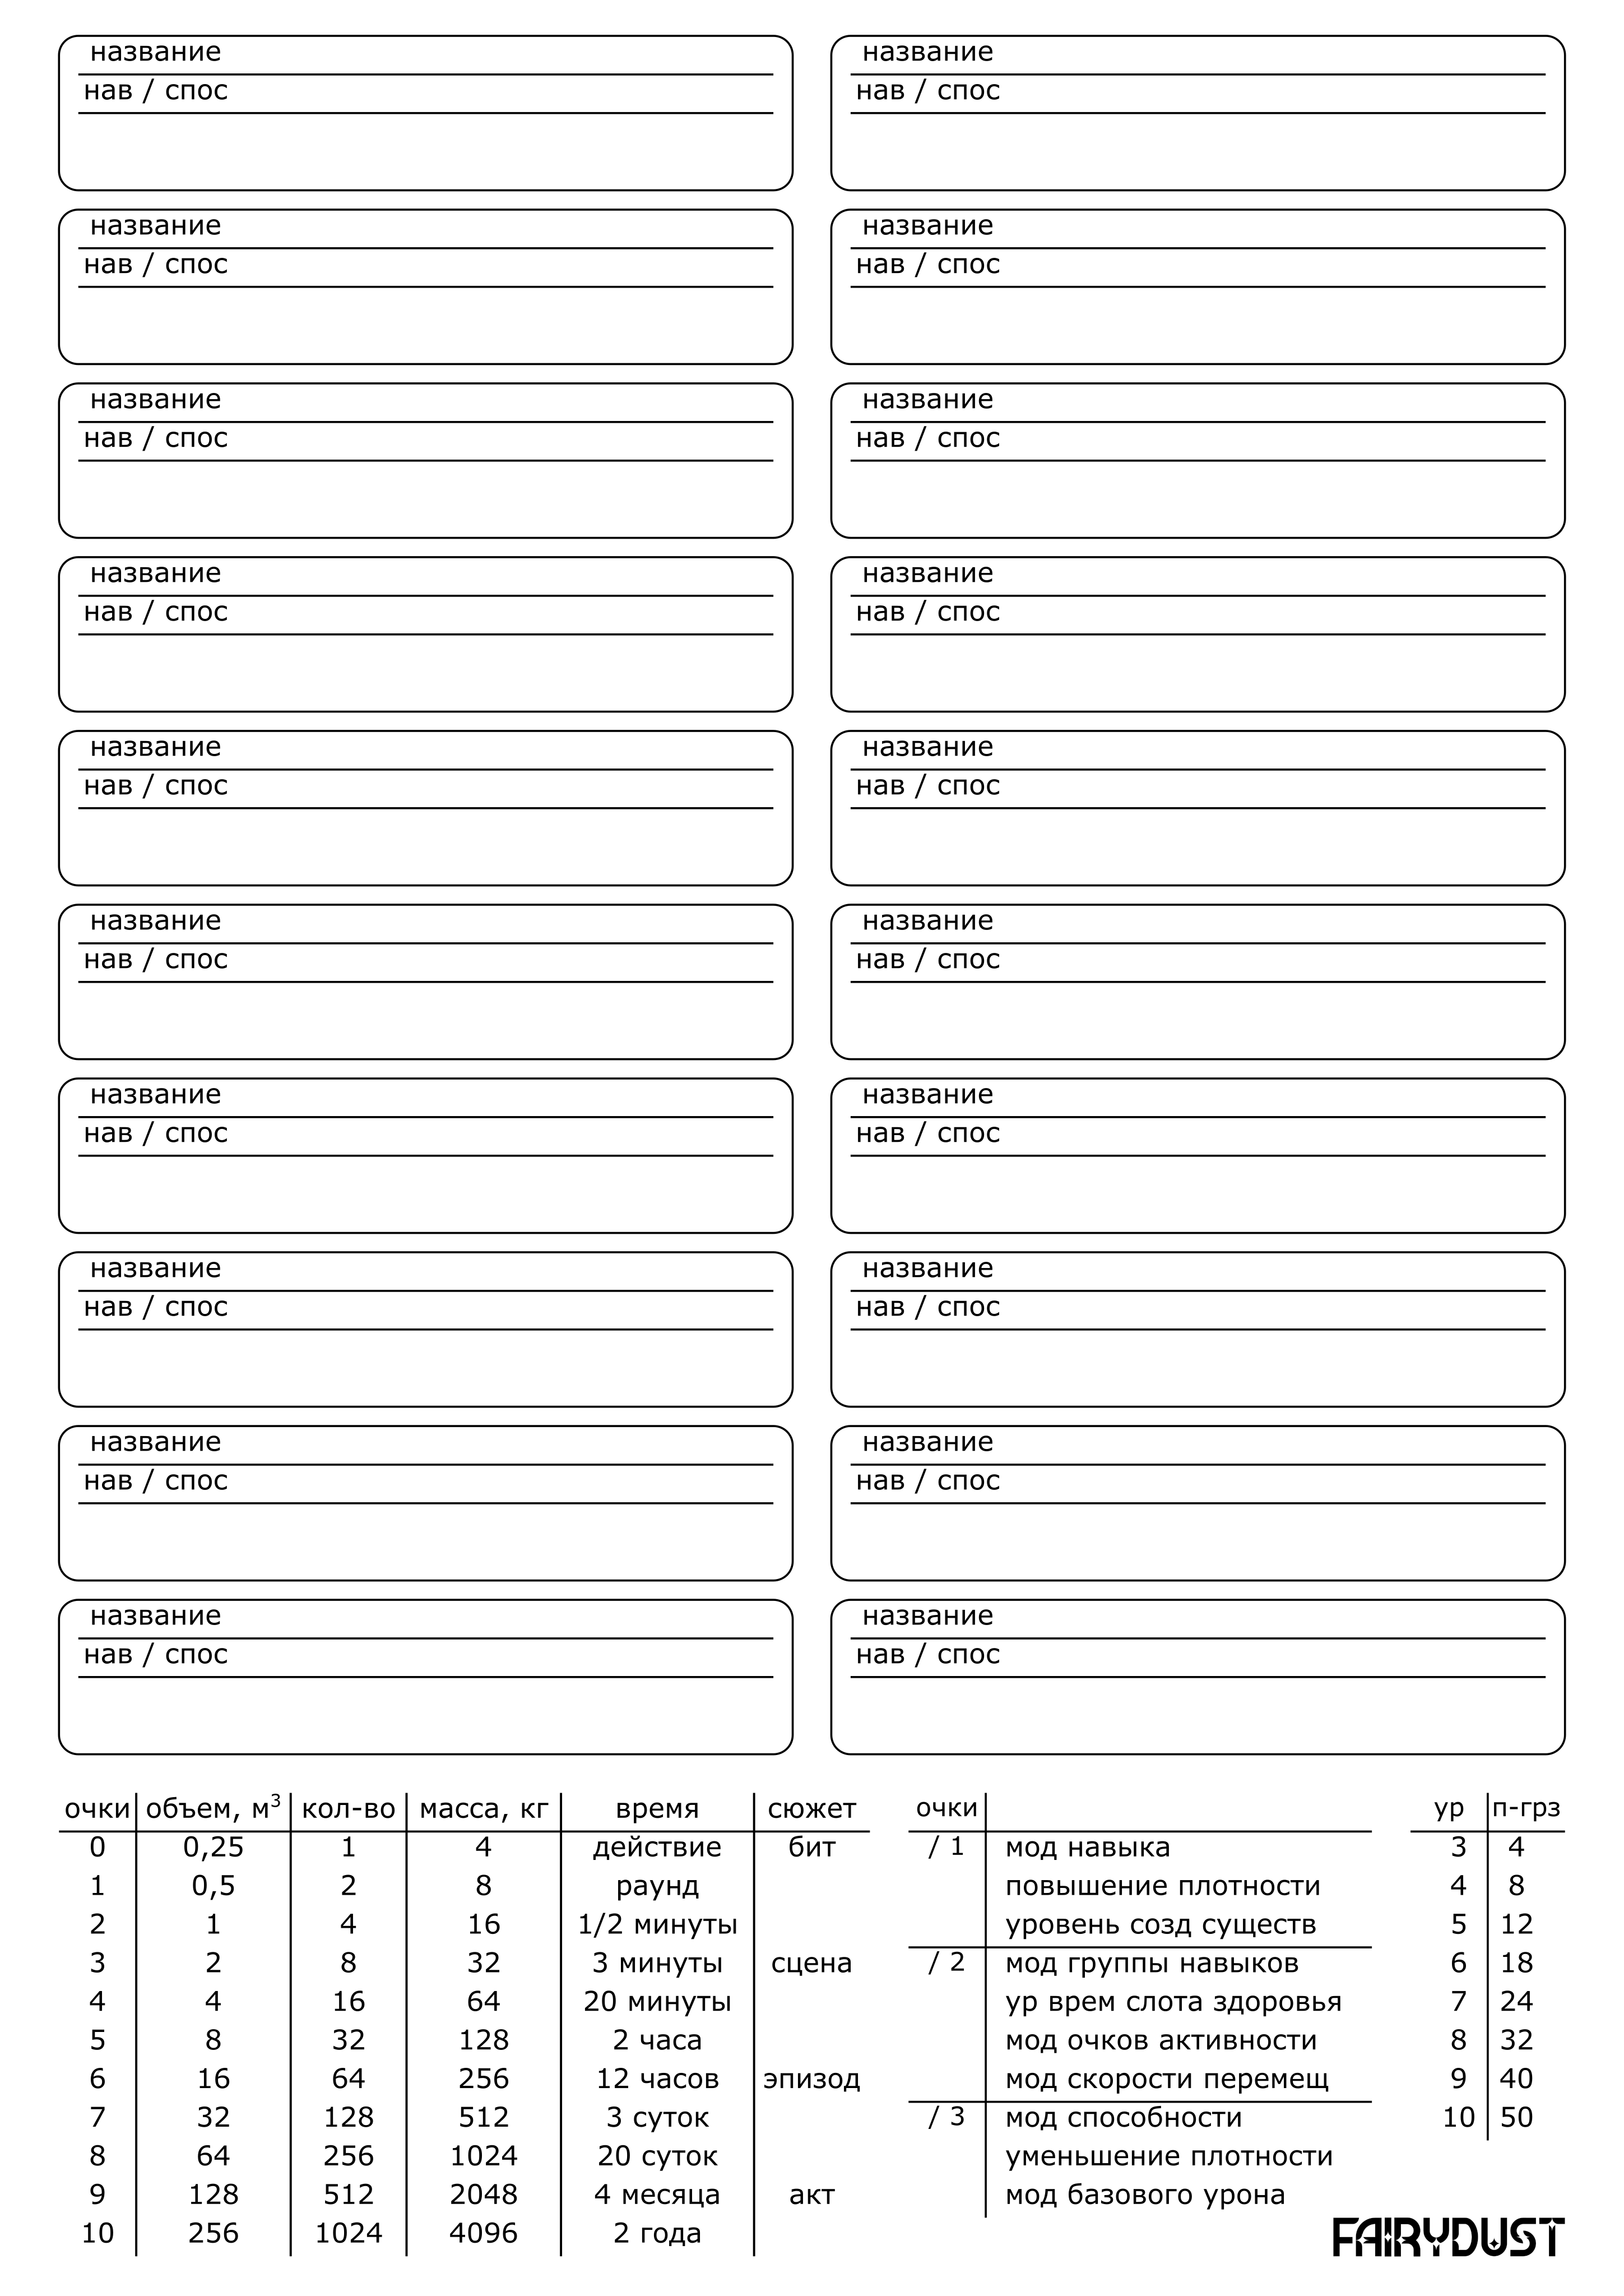 название
нав / спос
название
нав / спос
название
нав / спос
название
нав / спос
название
нав / спос
название
нав / спос
название
нав / спос
название
нав / спос
название
нав / спос
название
нав / спос
название
нав / спос
название
нав / спос
название
нав / спос
название
нав / спос
название
нав / спос
название
нав / спос
название
нав / спос
название
нав / спос
название
нав / спос
название
нав / спос
очки объем, м³ кол-во масса, кг время сюжет
0 0,25 1 4 действие бит
1 0,5 2 8 раунд
2 1 4 16 1/2 минуты
3 2 8 32 3 минуты сцена
4 4 16 64 20 минуты
5 8 32 128 2 часа
6 16 64 256 12 часов эпизод
7 32 128 512 3 суток
8 64 256 1024 20 суток
9 128 512 2048 4 месяца акт
10 256 1024 4096 2 года
очки
/ 1 мод навыка
повышение плотности
уровень созд существ
/ 2 мод группы навыков
ур врем слота здоровья
мод очков активности
мод скорости перемещ
/ 3 мод способности
уменьшение плотности
мод базового урона
ур п-грз
3 4
4 8
5 12
6 18
7 24
8 32
9 40
10 50
FAIRYDUST